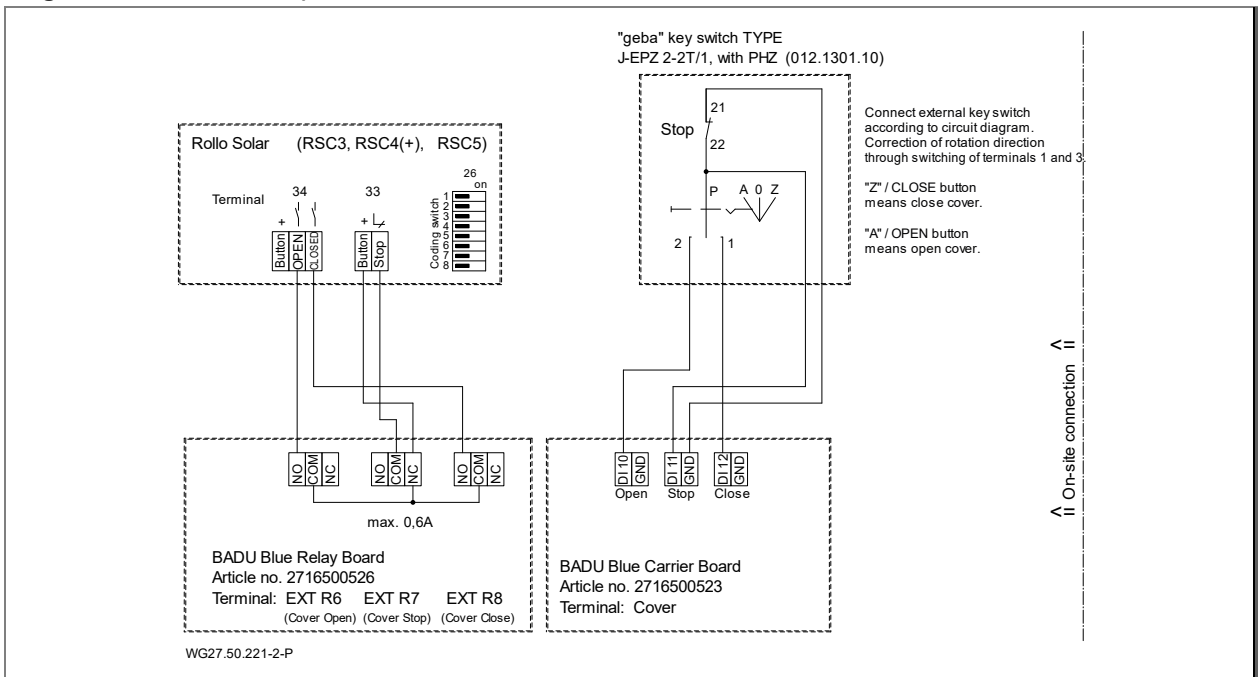 "geba" key switch TYPE
J-EPZ 2-2T/1, with PHZ (012.1301.10)
Rollo Solar (RSC3, RSC4(+), RSC5)
Terminal
34
33
26
on
Coding switch
1
2
3
4
5
6
7
8
+
Button
OPEN
CLOSED
+
Button
Stop
Stop
21
22
P
A 0 Z
2
1
Connect external key switch
according to circuit diagram.
Correction of rotation direction
through switching of terminals 1 and 3.
"Z" / CLOSE button
means close cover.
"A" / OPEN button
means open cover.
<= On-site connection <=
NO
COM
NC
NO
COM
NC
NO
COM
NC
max. 0,6A
BADU Blue Relay Board
Article no. 2716500526
Terminal: EXT R6 EXT R7 EXT R8
(Cover Open) (Cover Stop) (Cover Close)
DI 10
GND
DI 11
GND
DI 12
GND
Open Stop Close
BADU Blue Carrier Board
Article no. 2716500523
Terminal: Cover
WG27.50.221-2-P